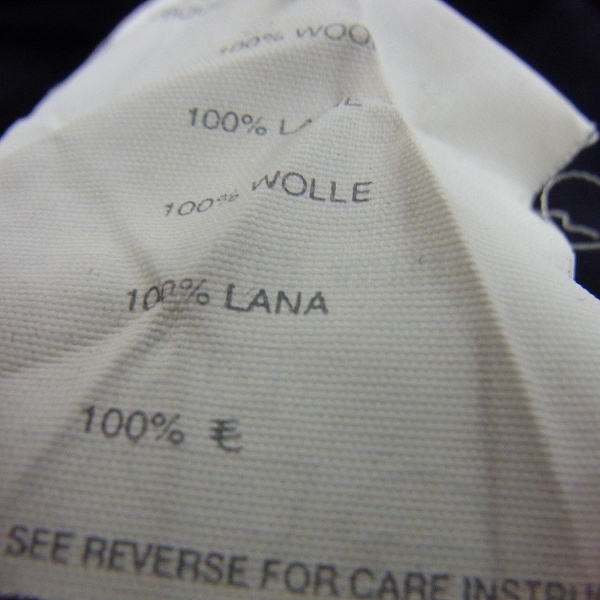 100% WOO
100% LA
100% WOLLE
100% LANA
100% 毛
SEE REVERSE FOR CARE INSTRU